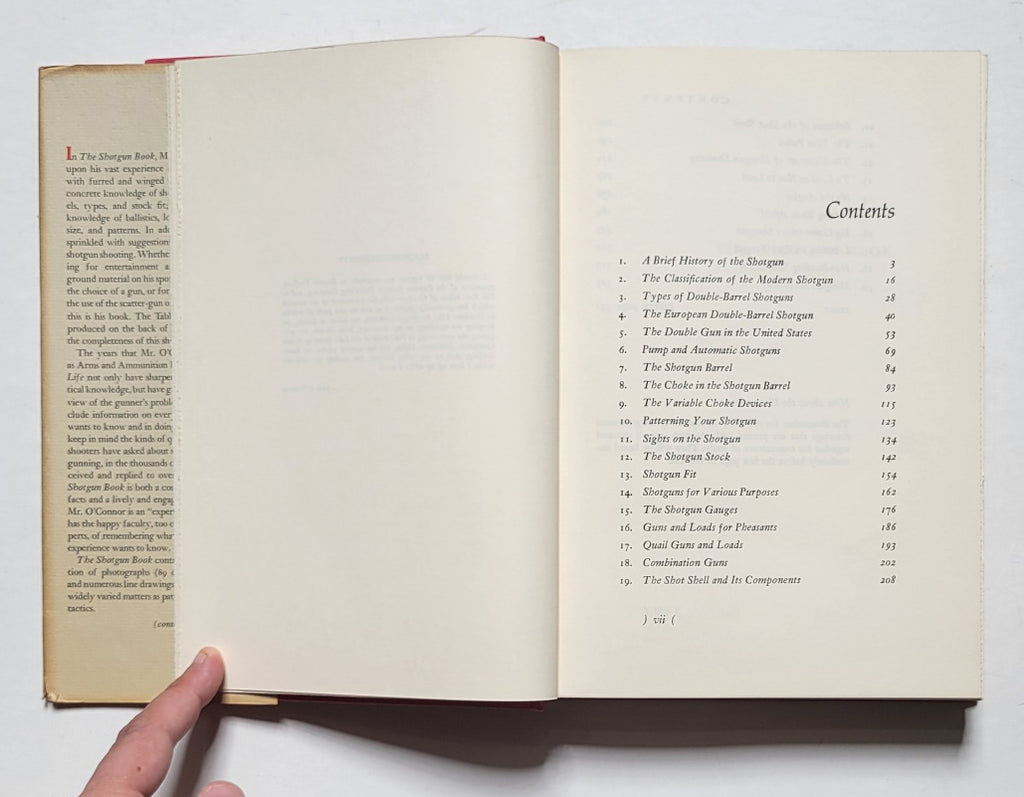 In The Shotgun Book, M
upon his vast experience
with furred and winged
concrete knowledge of sh
els, types, and stock fit;
knowledge of ballistics, lo
size, and patterns. In add
sprinkled with suggestion
shotgun shooting. Whethe
ing for entertainment a
ground material on his spo
the choice of a gun, or for
the use of the scatter-gun o
this is his book. The Tabl
produced on the back of
the completeness of this sh
The years that Mr. O'C
as Arms and Ammunition
Life not only have sharpe
tical knowledge, but have g
view of the gunner's probl
clude information on ever
wants to know and in doin
keep in mind the kinds of q
shooters have asked about s
gunning, in the thousands o
ceived and replied to over
Shotgun Book is both a co
facts and a lively and engag
Mr. O'Connor is an "exper
has the happy faculty, too
perts, of remembering wha
experience wants to know.
The Shotgun Book cont
tion of photographs (89
and numerous line drawings
widely varied matters as pat
tactics.
(cont
Contents
1. A Brief History of the Shotgun 3
2. The Classification of the Modern Shotgun 16
3. Types of Double-Barrel Shotguns 28
4. The European Double-Barrel Shotgun 40
5. The Double Gun in the United States 53
6. Pump and Automatic Shotguns 69
7. The Shotgun Barrel 84
8. The Choke in the Shotgun Barrel 93
9. The Variable Choke Devices 115
10. Patterning Your Shotgun 123
11. Sights on the Shotgun 134
12. The Shotgun Stock 142
13. Shotgun Fit 154
14. Shotguns for Various Purposes 162
15. The Shotgun Gauges 176
16. Guns and Loads for Pheasants 186
17. Quail Guns and Loads 193
18. Combination Guns 202
19. The Shot Shell and Its Components 208
) vii (